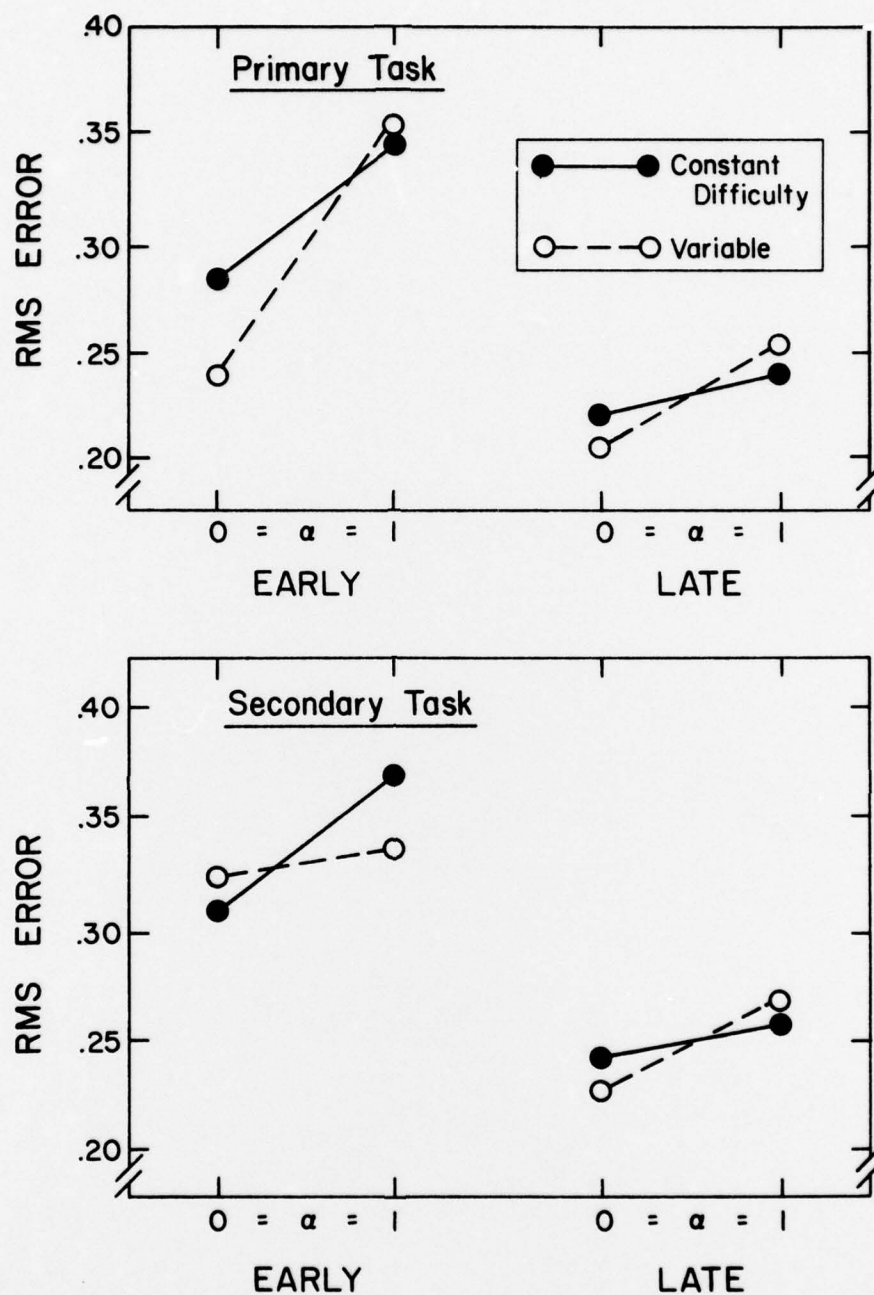 Primary Task
.40
.35
.30
.25
.20
RMS ERROR
Constant
Difficulty
Variable
0 = α = 1
0 = α = 1
EARLY
LATE
Secondary Task
.40
.35
.30
.25
.20
RMS ERROR
0 = α = 1
0 = α = 1
EARLY
LATE